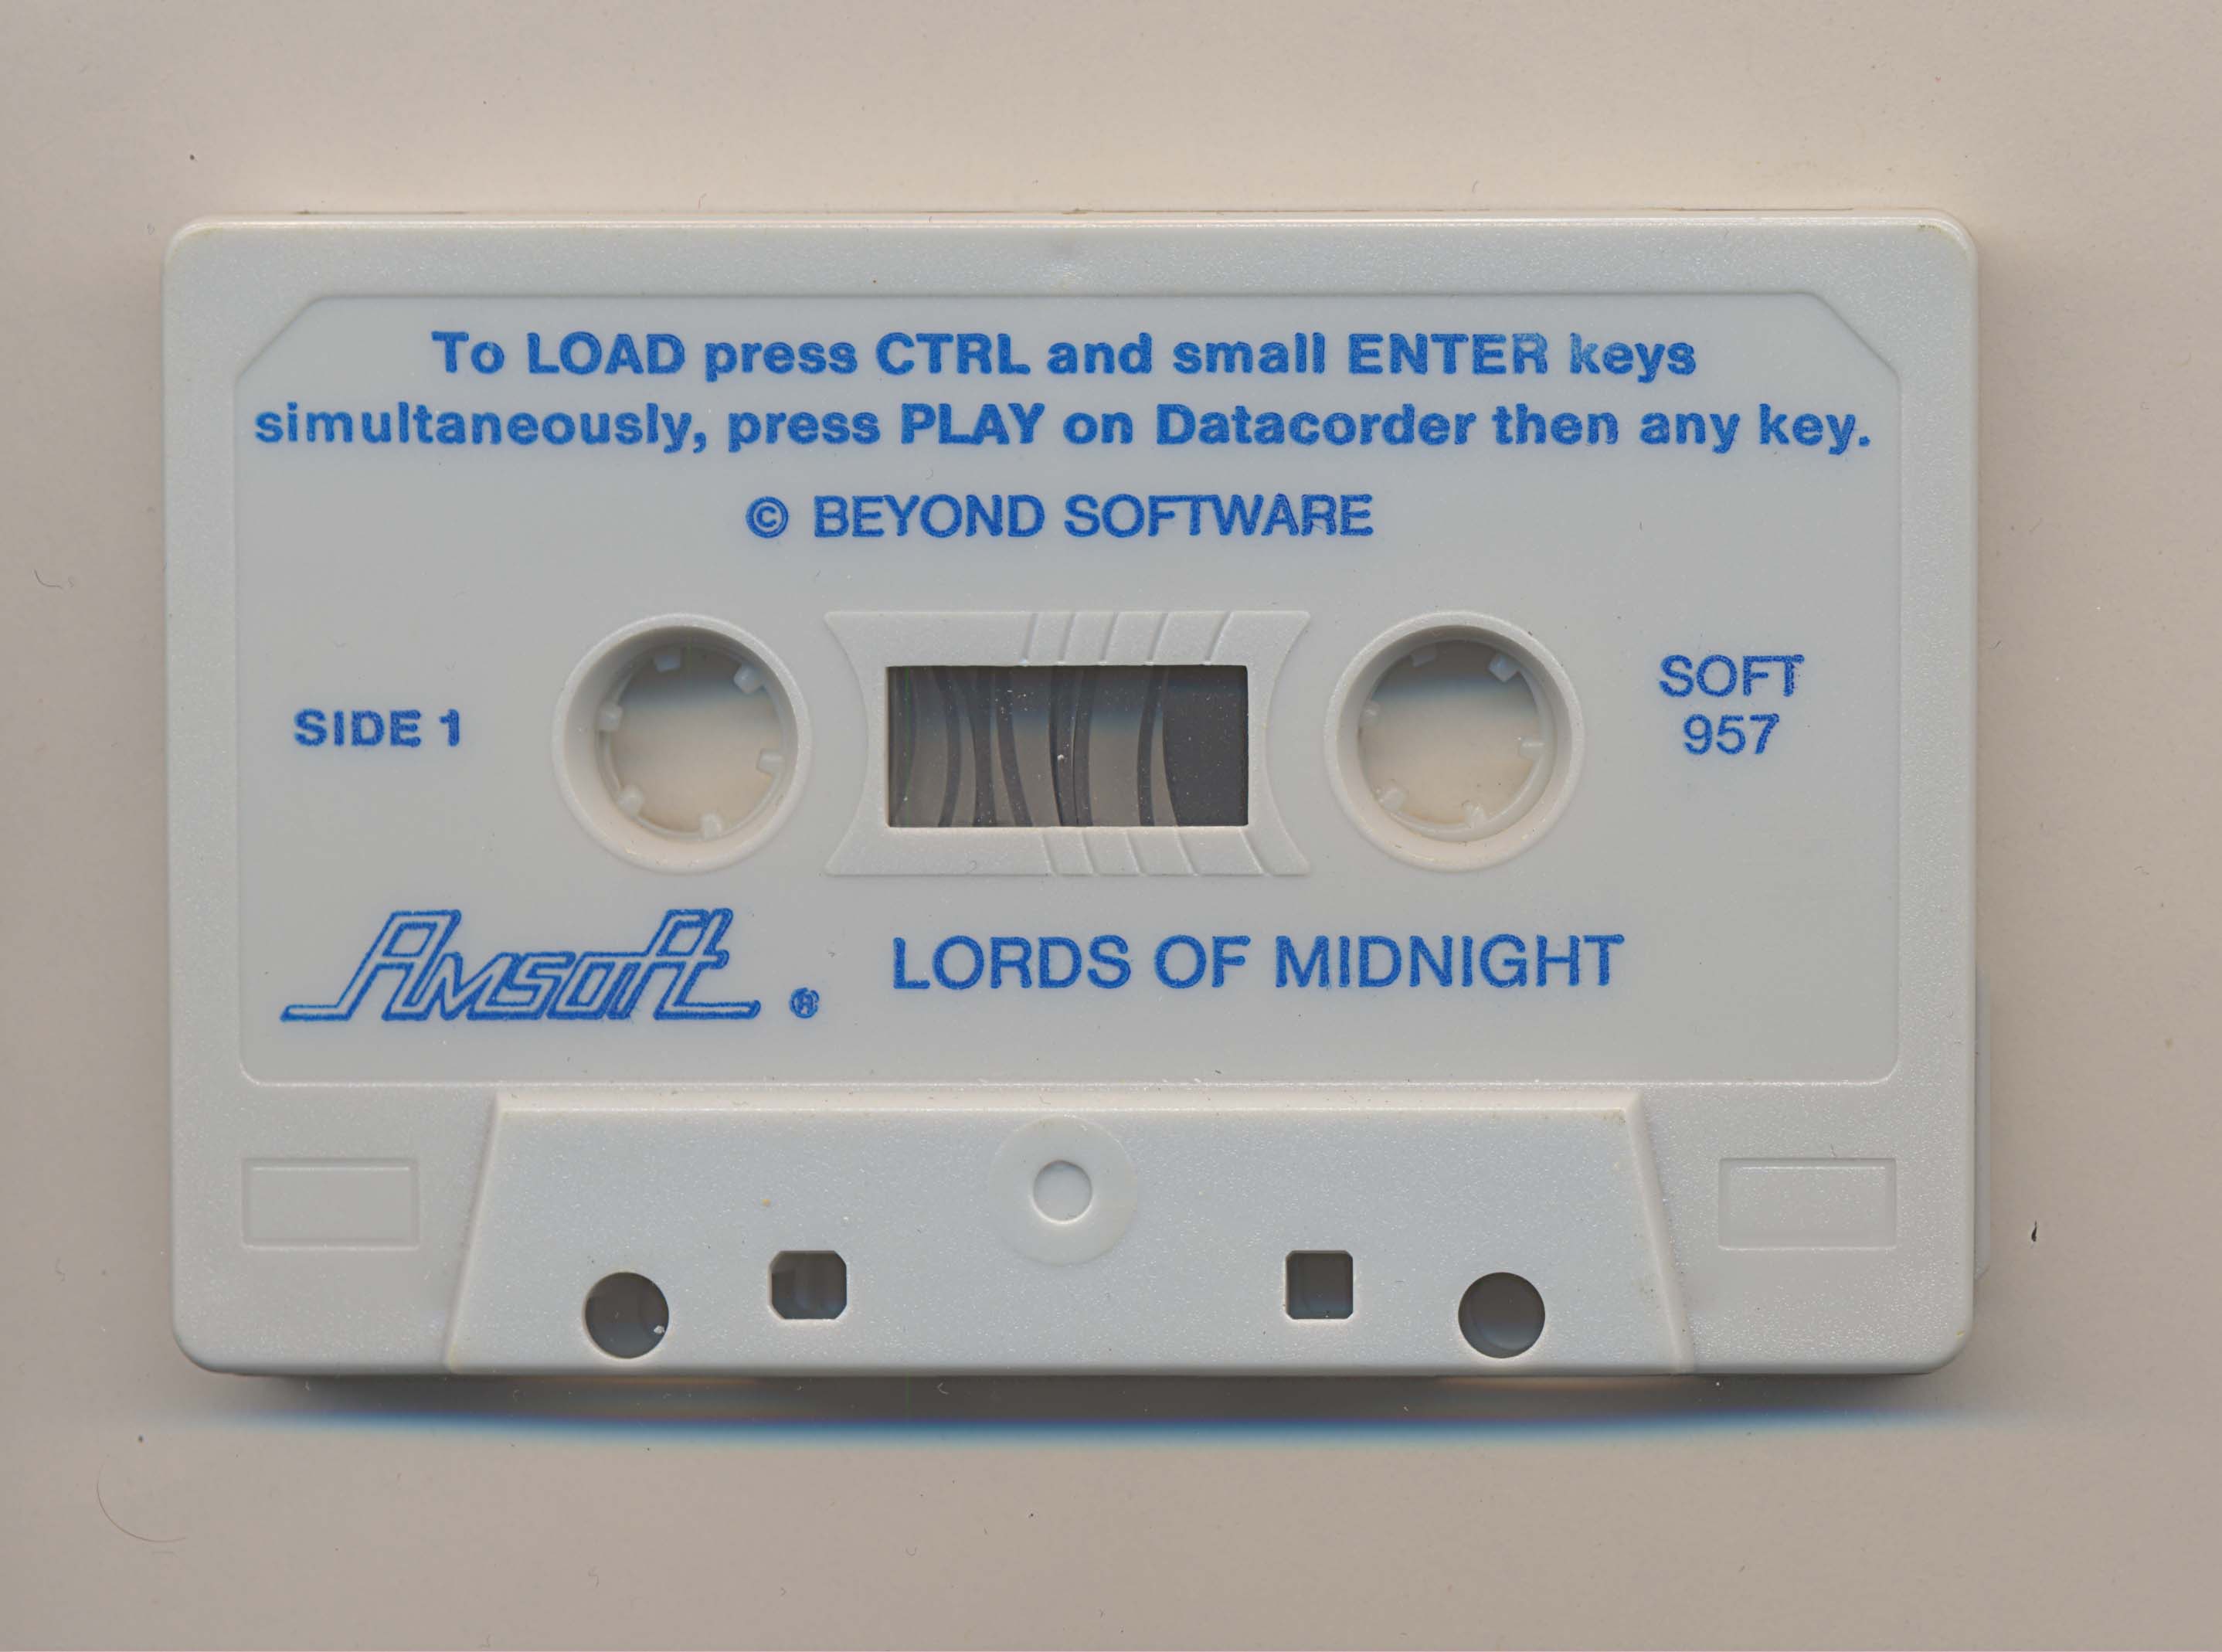 To LOAD press CTRL and small ENTER keys
simultaneously, press PLAY on Datacorder then any key.
© BEYOND SOFTWARE
SIDE 1
SOFT
957
Amsoft ®
LORDS OF MIDNIGHT